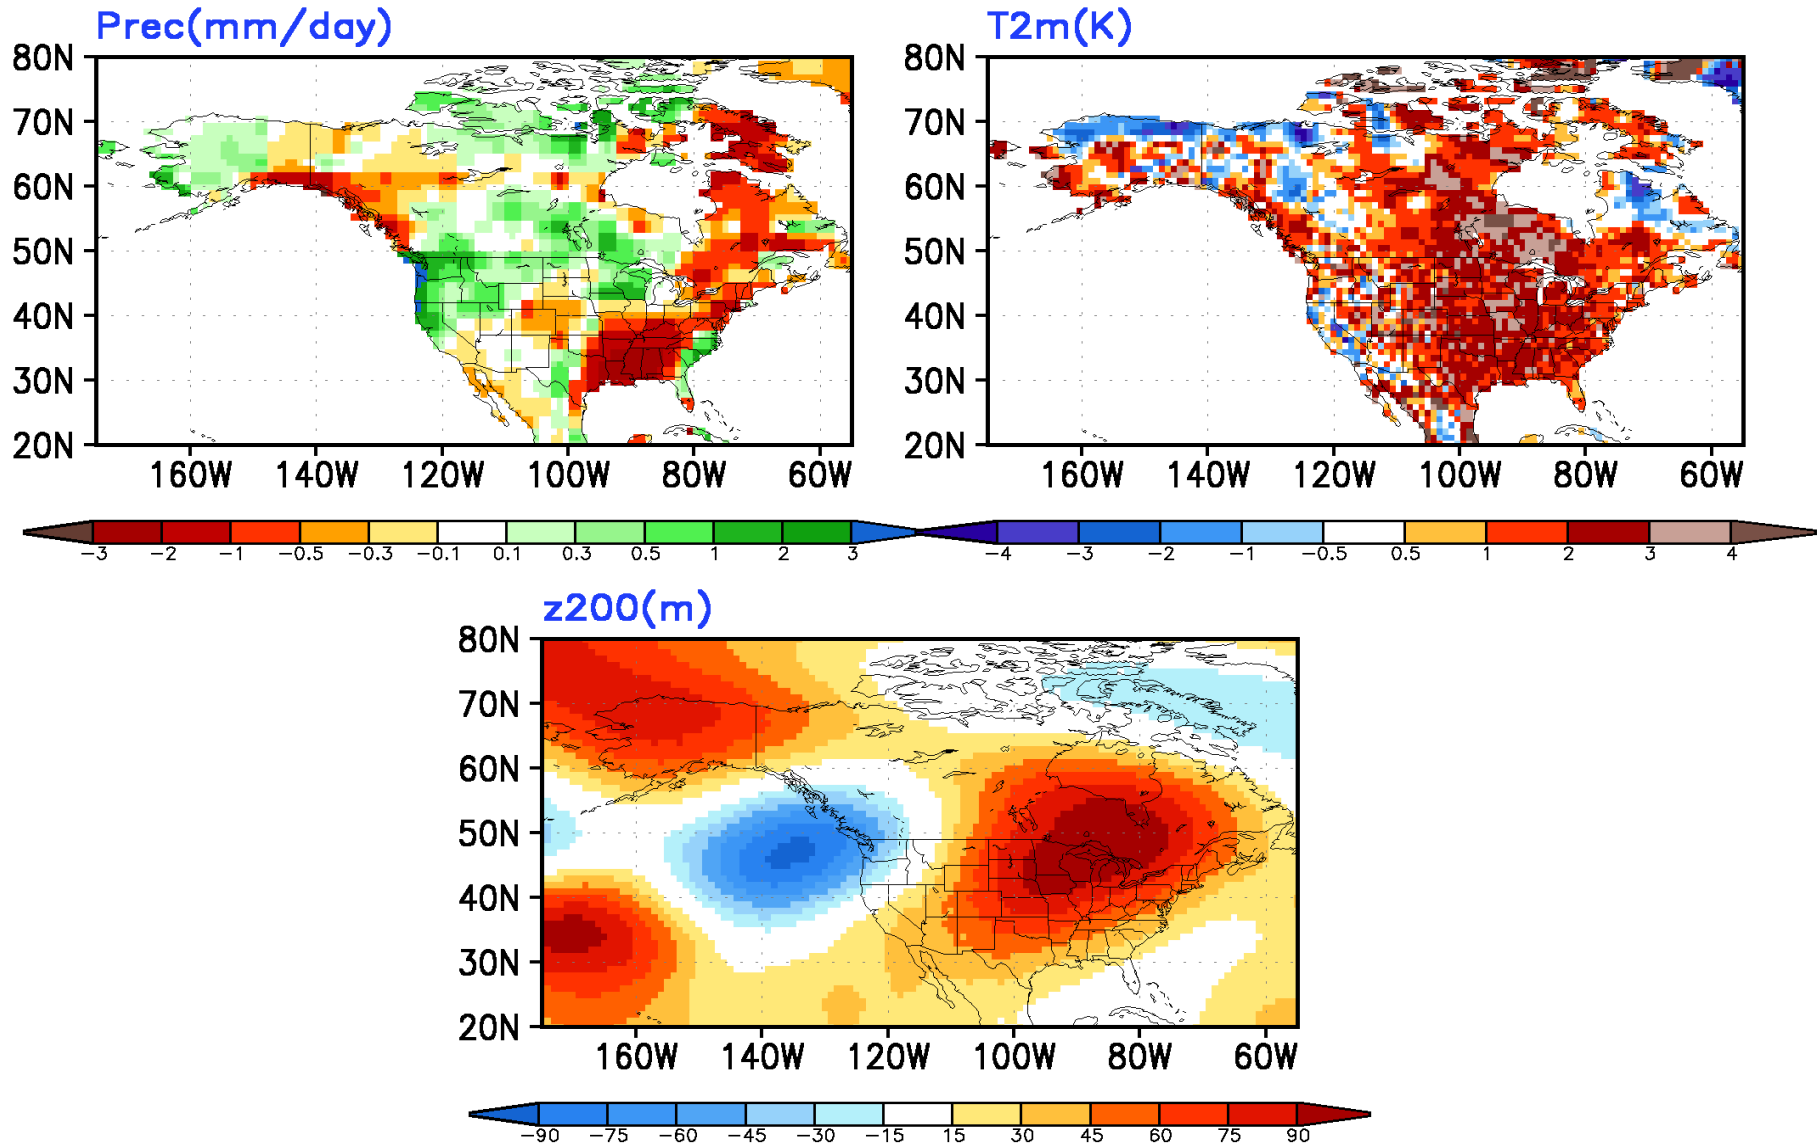 Prec(mm/day)
80N
70N
60N
50N
40N
30N
20N
160W 140W 120W 100W 80W 60W
-3 -2 -1 -0.5 -0.3 -0.1 0.1 0.3 0.5 1 2 3
T2m(K)
80N
70N
60N
50N
40N
30N
20N
160W 140W 120W 100W 80W 60W
-4 -3 -2 -1 -0.5 0.5 1 2 3 4
z200(m)
80N
70N
60N
50N
40N
30N
20N
160W 140W 120W 100W 80W 60W
-90 -75 -60 -45 -30 -15 15 30 45 60 75 90